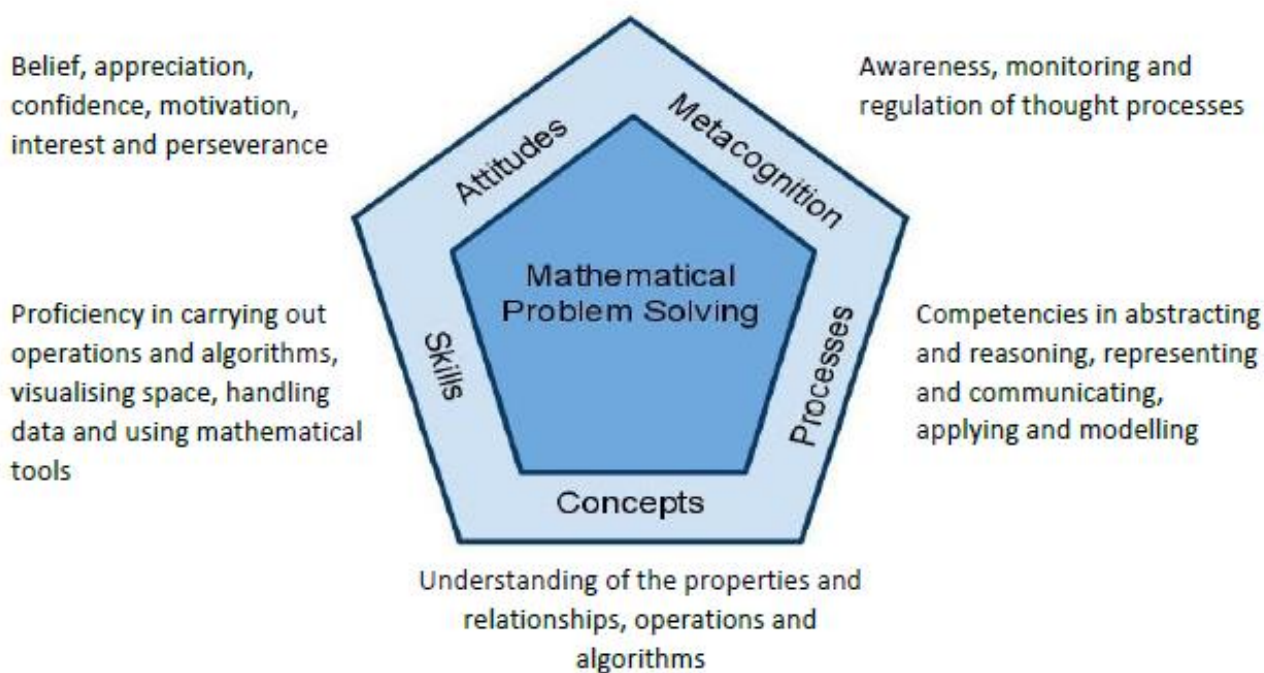 Belief, appreciation,
confidence, motivation,
interest and perseverance
Attitudes
Metacognition
Awareness, monitoring and
regulation of thought processes
Mathematical
Problem Solving
Proficiency in carrying out
operations and algorithms,
visualising space, handling
data and using mathematical
tools
Skills
Processes
Competencies in abstracting
and reasoning, representing
and communicating,
applying and modelling
Concepts
Understanding of the properties and
relationships, operations and
algorithms